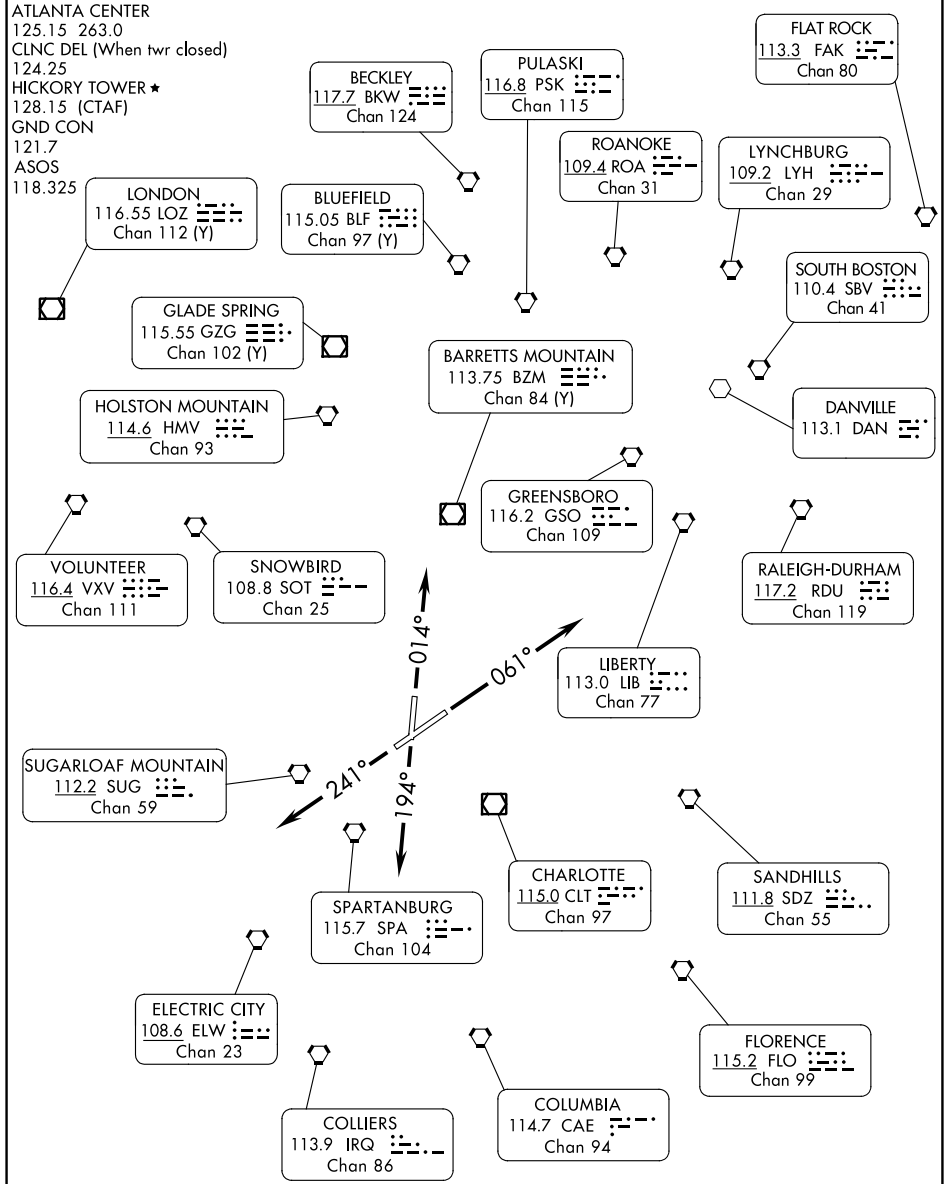 ATLANTA CENTER
125.15 263.0
CLNC DEL (When twr closed)
124.25
HICKORY TOWER ★
128.15 (CTAF)
GND CON
121.7
ASOS
118.325
FLAT ROCK
113.3 FAK
Chan 80
PULASKI
116.8 PSK
Chan 115
BECKLEY
117.7 BKW
Chan 124
ROANOKE
109.4 ROA
Chan 31
LYNCHBURG
109.2 LYH
Chan 29
LONDON
116.55 LOZ
Chan 112 (Y)
BLUEFIELD
115.05 BLF
Chan 97 (Y)
SOUTH BOSTON
110.4 SBV
Chan 41
GLADE SPRING
115.55 GZG
Chan 102 (Y)
BARRETTS MOUNTAIN
113.75 BZM
Chan 84 (Y)
HOLSTON MOUNTAIN
114.6 HMV
Chan 93
DANVILLE
113.1 DAN
GREENSBORO
116.2 GSO
Chan 109
VOLUNTEER
116.4 VXV
Chan 111
SNOWBIRD
108.8 SOT
Chan 25
RALEIGH-DURHAM
117.2 RDU
Chan 119
014°
061°
LIBERTY
113.0 LIB
Chan 77
SUGARLOAF MOUNTAIN
112.2 SUG
Chan 59
241°
194°
CHARLOTTE
115.0 CLT
Chan 97
SANDHILLS
111.8 SDZ
Chan 55
SPARTANBURG
115.7 SPA
Chan 104
ELECTRIC CITY
108.6 ELW
Chan 23
FLORENCE
115.2 FLO
Chan 99
COLUMBIA
114.7 CAE
Chan 94
COLLIERS
113.9 IRQ
Chan 86